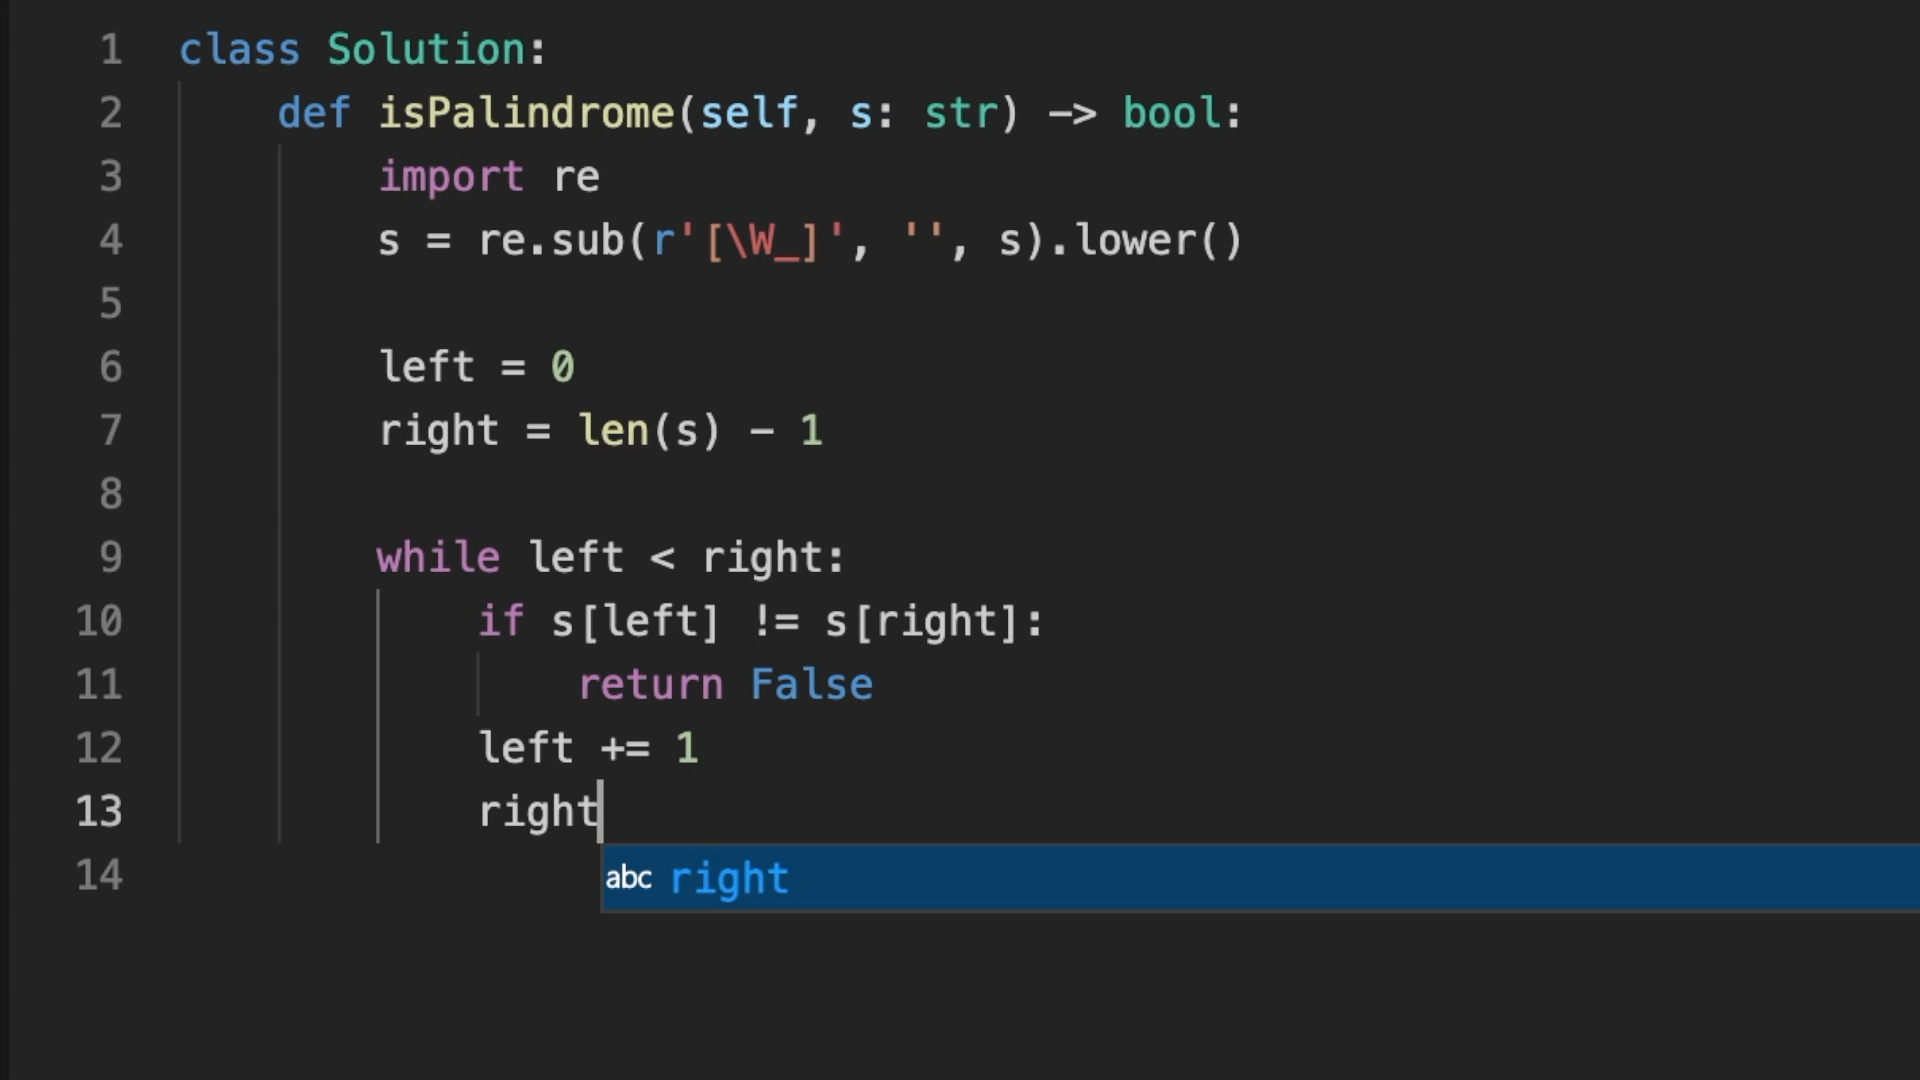 1 class Solution:
2     def isPalindrome(self, s: str) -> bool:
3         import re
4         s = re.sub(r'[\W_]', '', s).lower()
5
6         left = 0
7         right = len(s) - 1
8
9         while left < right:
10             if s[left] != s[right]:
11                 return False
12             left += 1
13             right
abc right
14